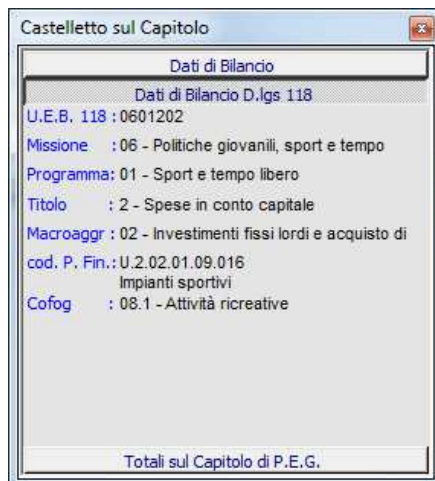 Castelletto sul Capitolo
Dati di Bilancio
Dati di Bilancio D.lgs 118
U.E.B. 118 : 0601202
Missione : 06 - Politiche giovanili, sport e tempo
Programma: 01 - Sport e tempo libero
Titolo : 2 - Spese in conto capitale
Macroaggr : 02 - Investimenti fissi lordi e acquisto di
cod. P. Fin.: U.2.02.01.09.016
Impianti sportivi
Cofog : 08.1 - Attività ricreative
Totali sul Capitolo di P.E.G.